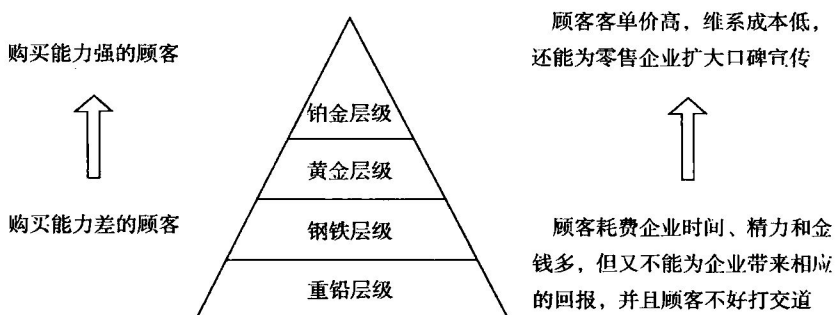 购买能力强的顾客
购买能力差的顾客
铂金层级
黄金层级
钢铁层级
重铅层级
顾客客单价高，维系成本低，
还能为零售企业扩大口碑宣传
顾客耗费企业时间、精力和金
钱多，但又不能为企业带来相应
的回报，并且顾客不好打交道